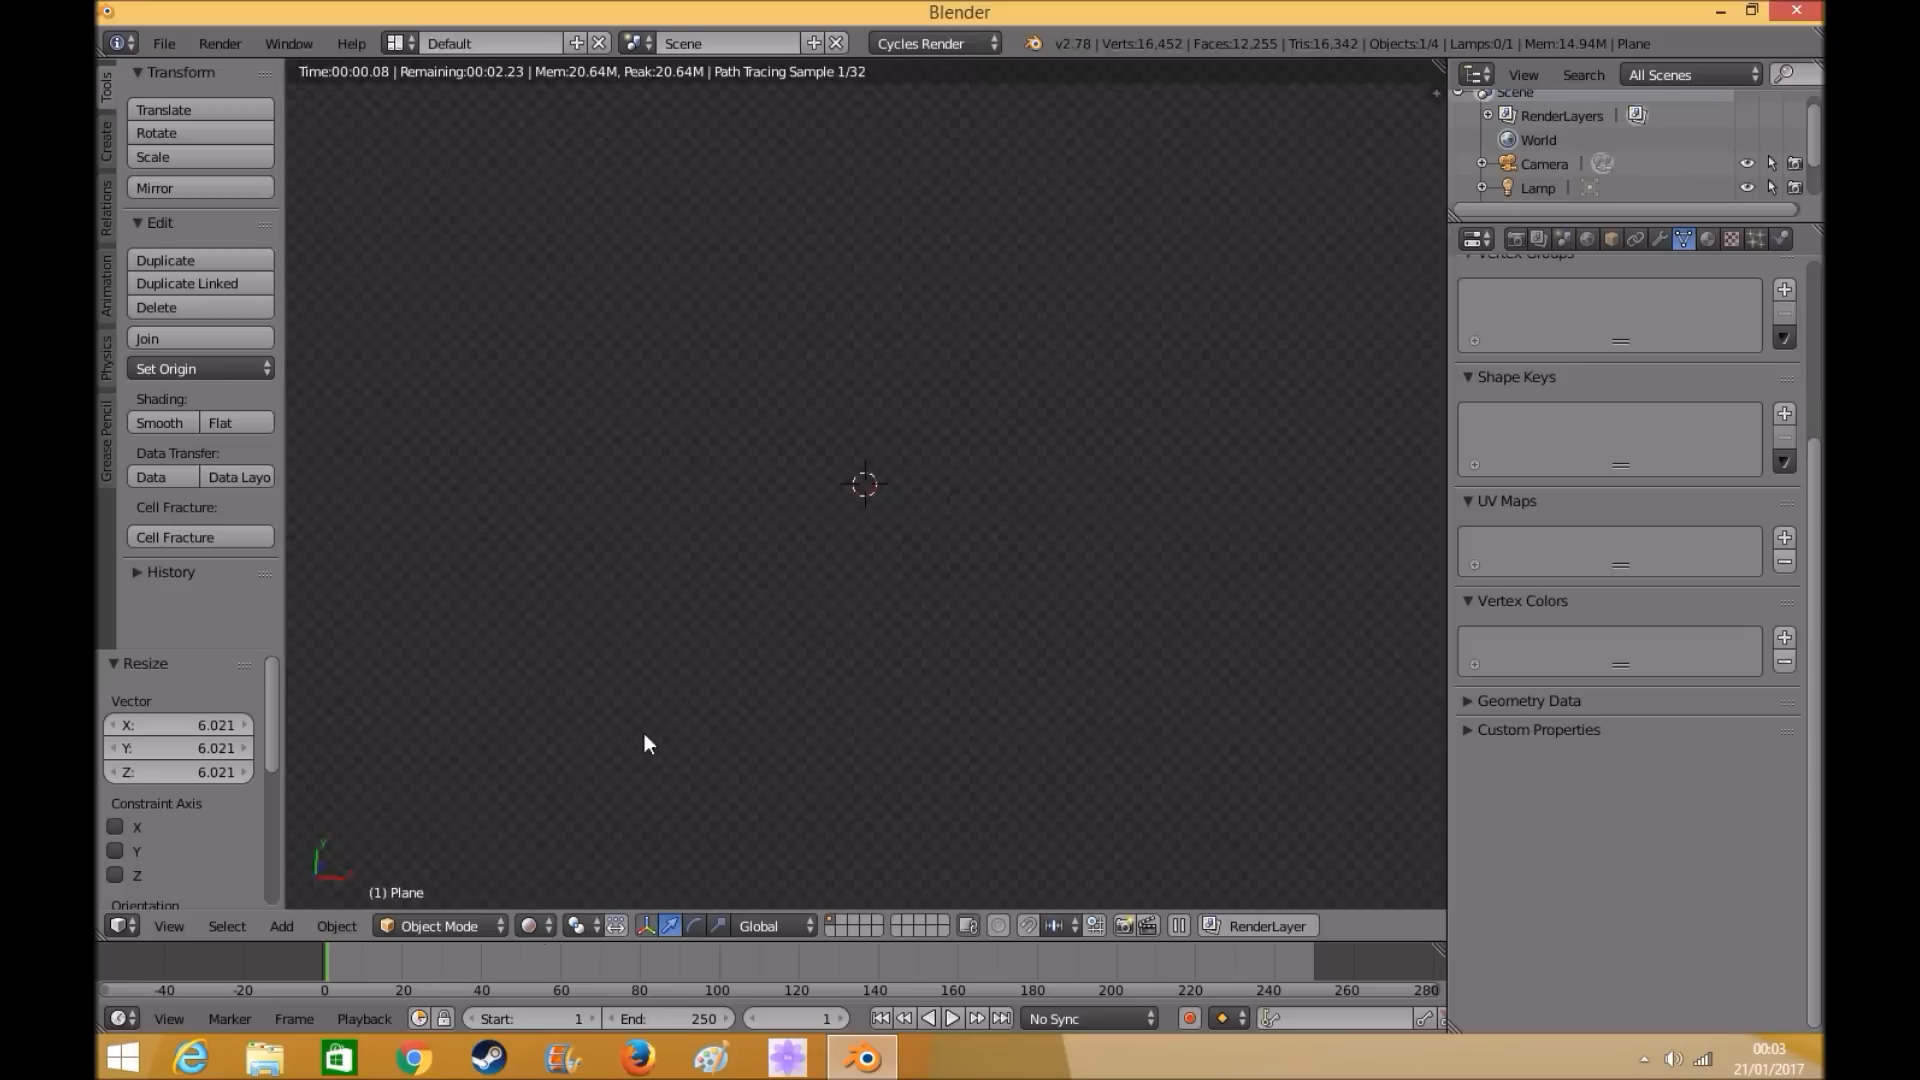 Blender
File Render Window Help Default Scene Cycles Render v2.78 | Verts:16,452 | Faces:12,255 | Tris:16,342 | Objects:1/4 | Lamps:0/1 | Mem:14.94M | Plane
Time:00:00.08 | Remaining:00:02.23 | Mem:20.64M, Peak:20.64M | Path Tracing Sample 1/32
Tools
Create
Relations
Animation
Physics
Grease Pencil
Transform
Translate
Rotate
Scale
Mirror
Edit
Duplicate
Duplicate Linked
Delete
Join
Set Origin
Shading:
Smooth Flat
Data Transfer:
Data Data Layo
Cell Fracture:
Cell Fracture
History
Resize
Vector
X: 6.021
Y: 6.021
Z: 6.021
Constraint Axis
X
Y
Z
Orientation
(1) Plane
View Select Add Object Object Mode Global RenderLayer
-40 -20 0 20 40 60 80 100 120 140 160 180 200 220 240 260 280
View Marker Frame Playback Start: 1 End: 250 1 No Sync
View Search All Scenes
Scene
RenderLayers
World
Camera
Lamp
Vertex Groups
Shape Keys
UV Maps
Vertex Colors
Geometry Data
Custom Properties
00:03
21/01/2017